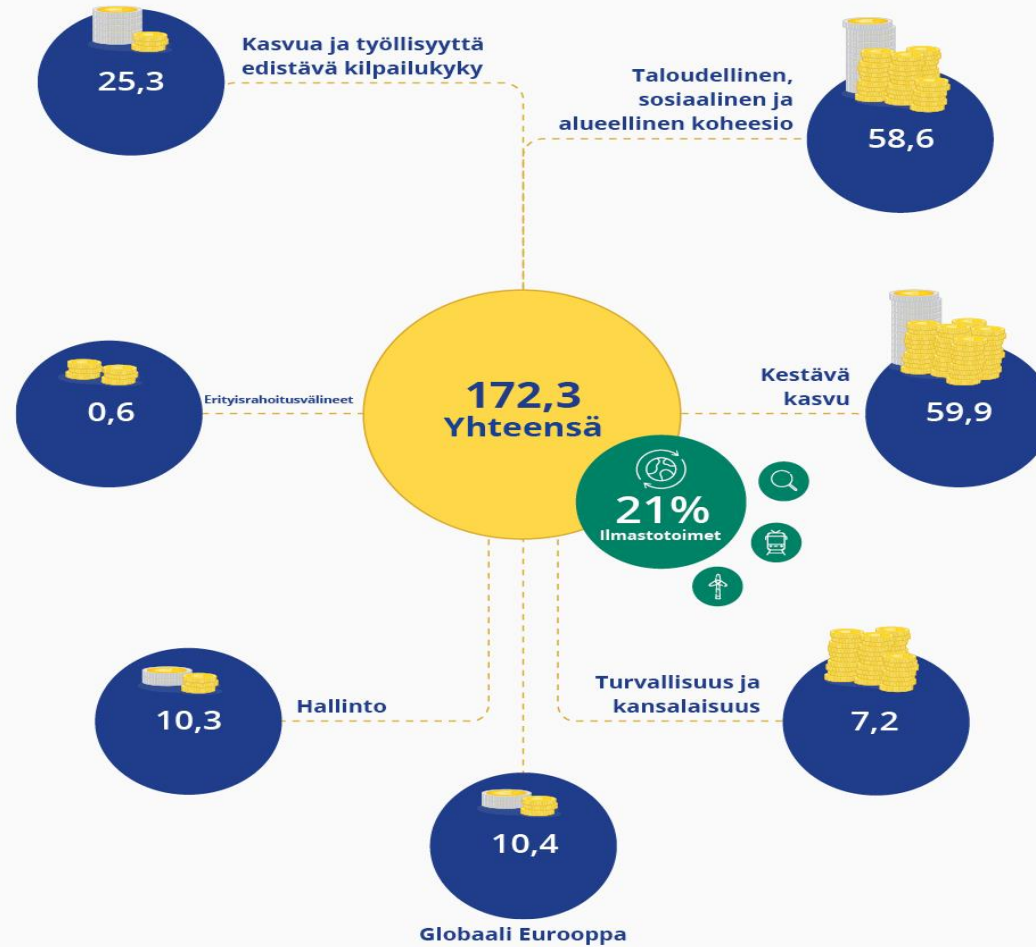 25,3
Kasvua ja työllisyyttä
edistävä kilpailukyky
Taloudellinen,
sosiaalinen ja
alueellinen koheesio
58,6
0,6
Erityisrahoitusvälineet
172,3
Yhteensä
Kestävä
kasvu
59,9
21%
Ilmastotoimet
10,3
Hallinto
Turvallisuus ja
kansalaisuus
7,2
10,4
Globaali Eurooppa